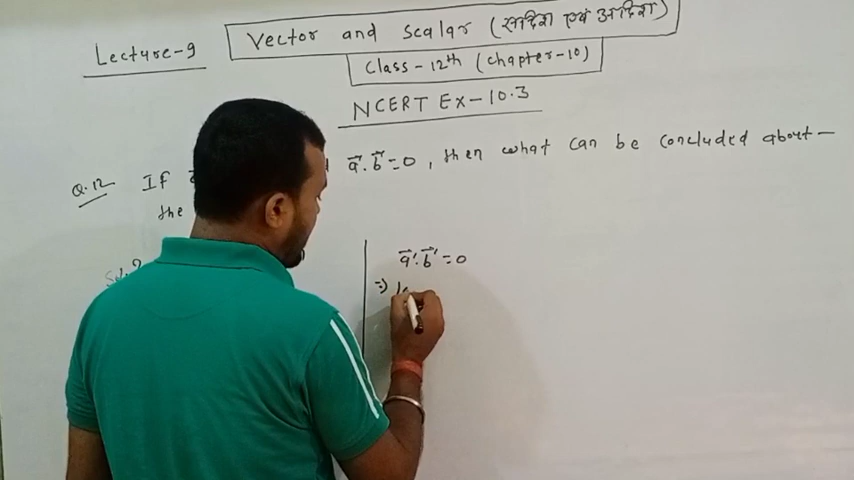 Lecture-9
Vector and Scalar (सदिश एवं अदिश)
Class-12th (Chapter-10)
NCERT Ex-10.3
Q.12 If a⃗.b⃗=0, then what can be concluded about-
the
Solⁿ
a⃗.b⃗=0
⇒ |a